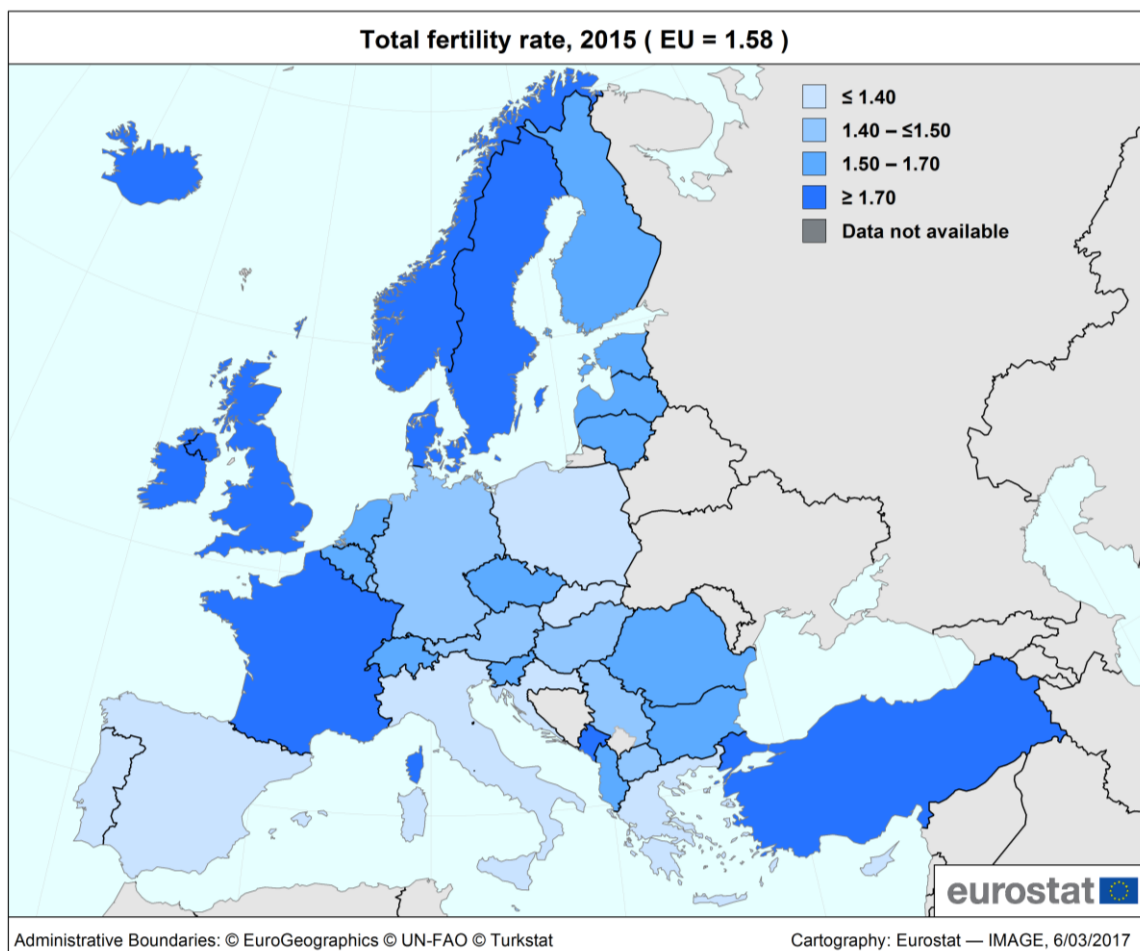 Total fertility rate, 2015 ( EU = 1.58 )
≤ 1.40
1.40 – ≤1.50
1.50 – 1.70
≥ 1.70
Data not available
eurostat
Administrative Boundaries: © EuroGeographics © UN-FAO © Turkstat
Cartography: Eurostat — IMAGE, 6/03/2017